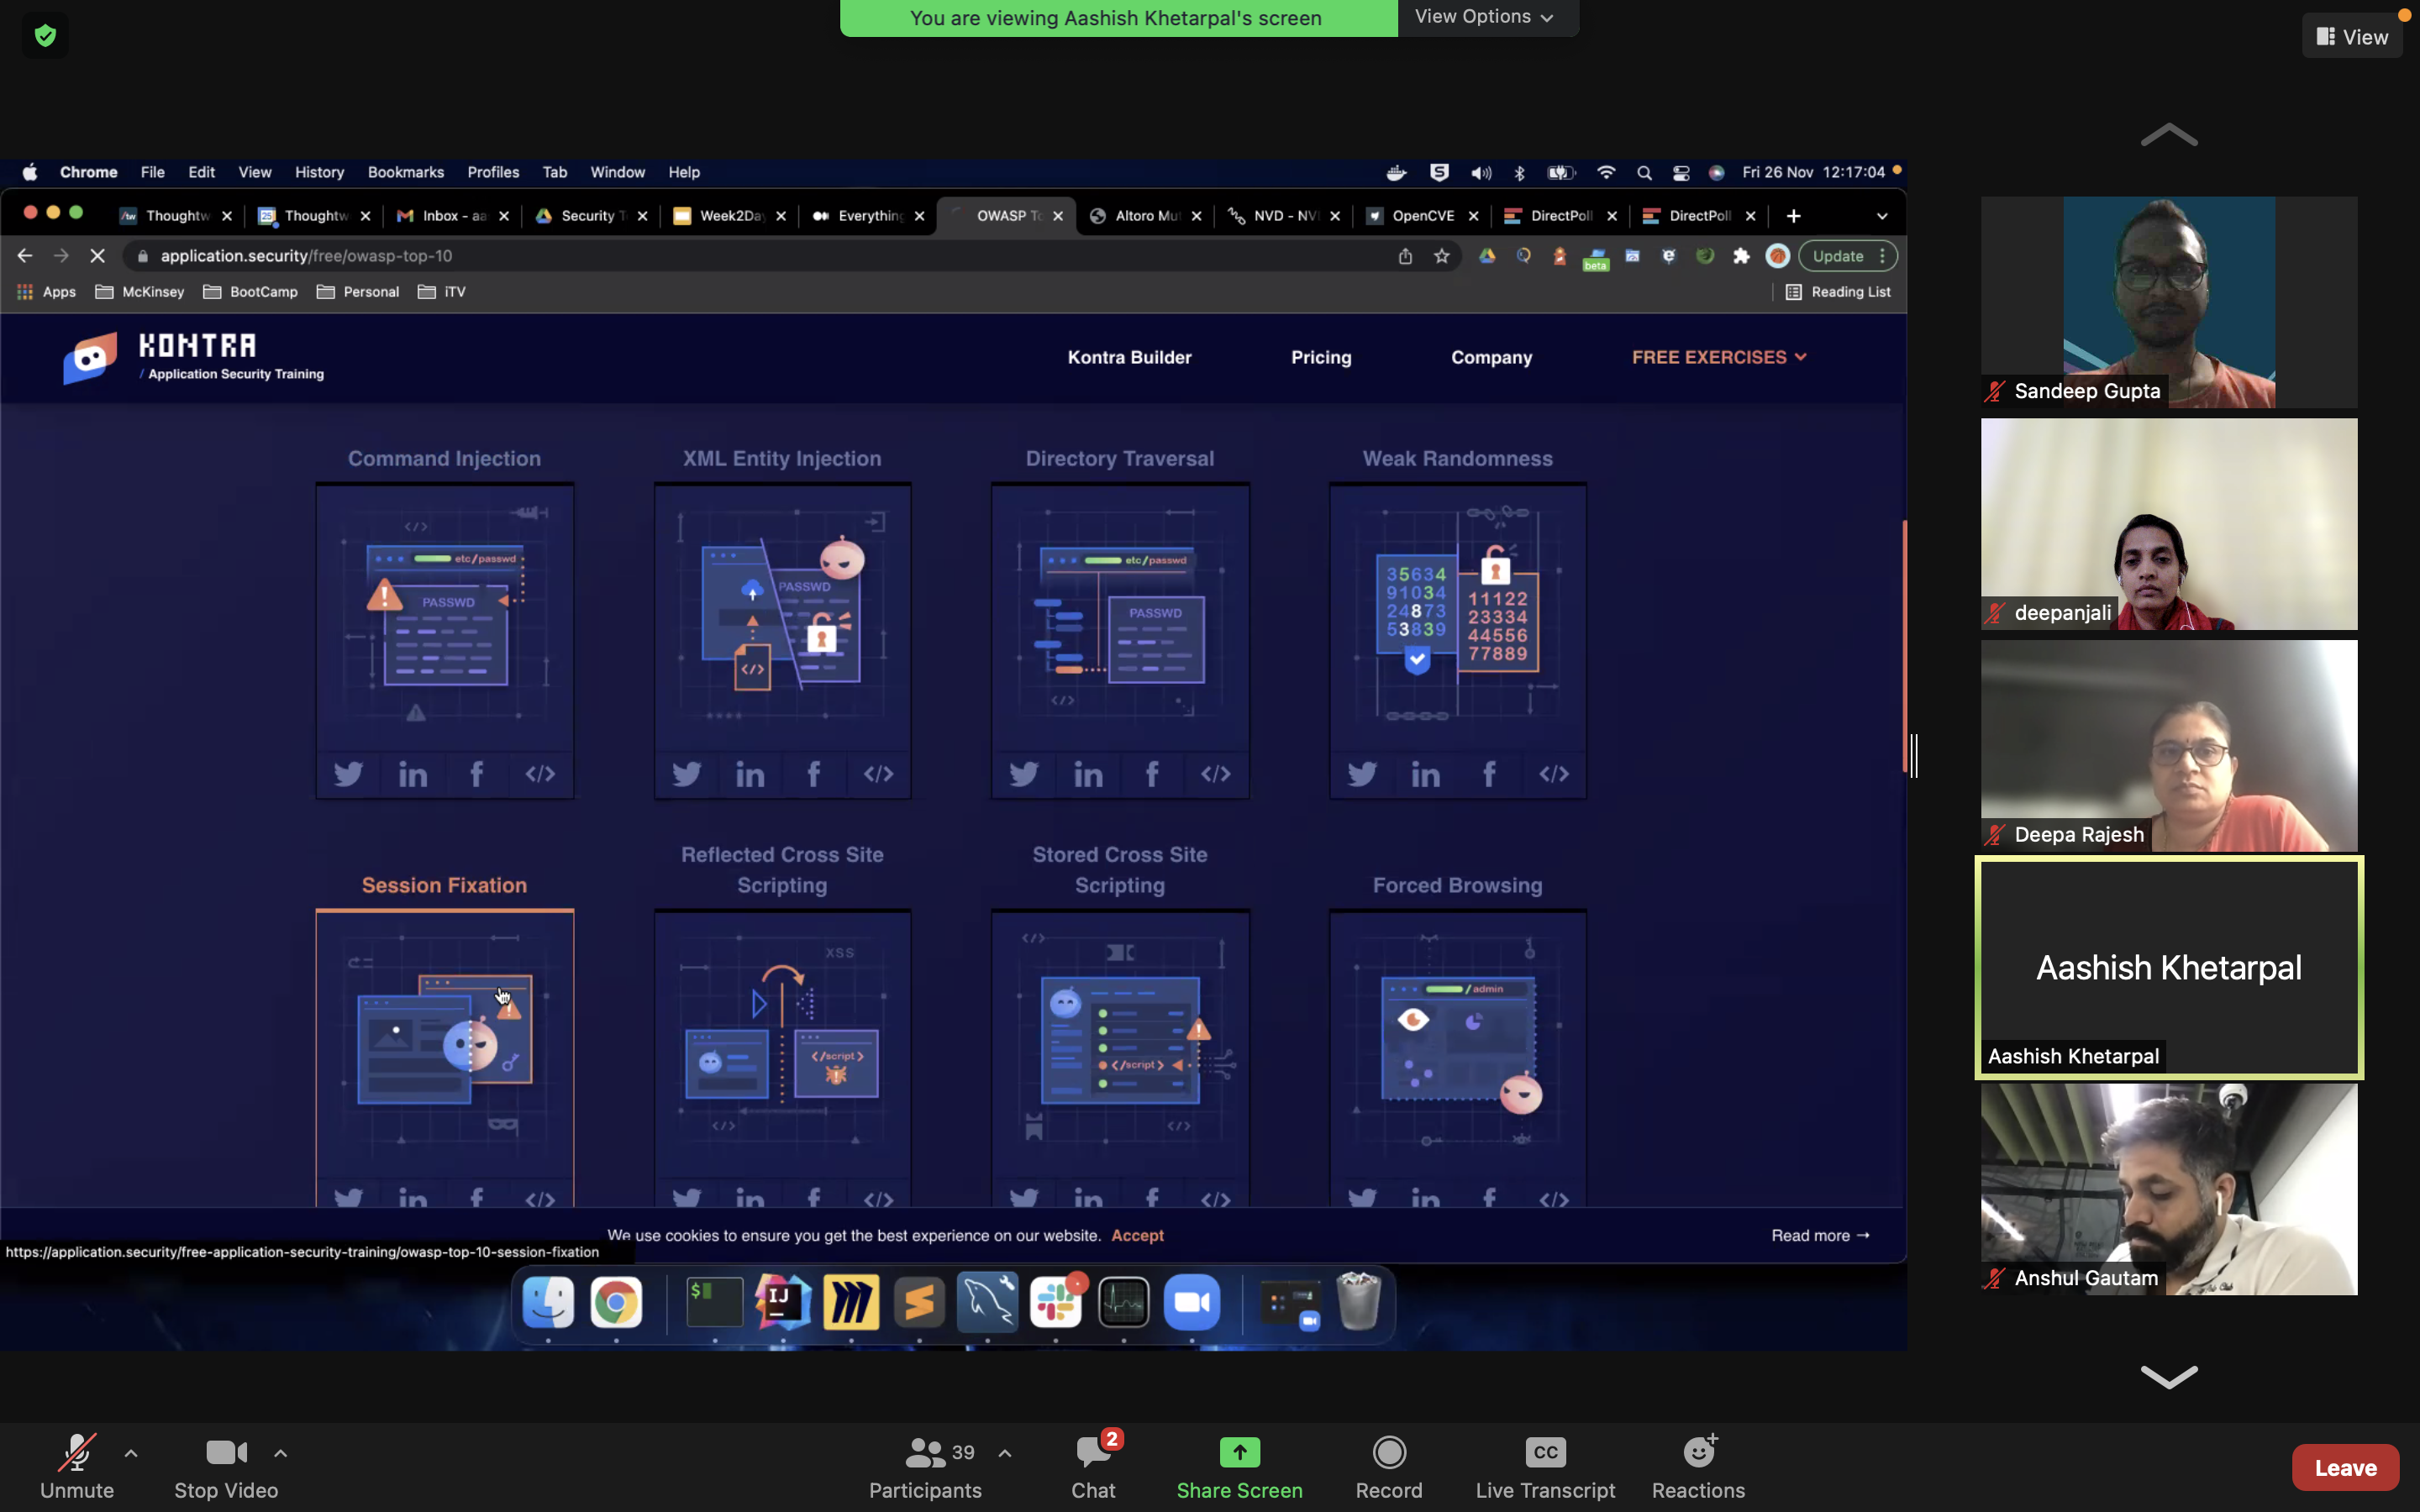 You are viewing Aashish Khetarpal's screen
View Options
View
Chrome File Edit View History Bookmarks Profiles Tab Window Help
Fri 26 Nov 12:17:04
Thoughtw
Thoughtw
Inbox - aa
Security T
Week2Da
Everything
OWASP To
Altoro Mut
NVD - NV
OpenCVE
DirectPoll
DirectPoll
application.security/free/owasp-top-10
beta
Update
Apps McKinsey BootCamp Personal iTV
Reading List
KONTRA
/ Application Security Training
Kontra Builder Pricing Company FREE EXERCISES
Command Injection
XML Entity Injection
Directory Traversal
Weak Randomness
etc/passwd
PASSWD
PASSWD
</>
etc/passwd
PASSWD
35634
91034
24873
53839
11122
23334
44556
77889
Session Fixation
Reflected Cross Site
Scripting
Stored Cross Site
Scripting
Forced Browsing
XSS
</script>
</script>
/admin
We use cookies to ensure you get the best experience on our website. Accept
Read more →
https://application.security/free-application-security-training/owasp-top-10-session-fixation
IJ
Sandeep Gupta
deepanjali
Deepa Rajesh
Aashish Khetarpal
Aashish Khetarpal
Anshul Gautam
Unmute
Stop Video
39
Participants
2
Chat
Share Screen
Record
CC
Live Transcript
Reactions
Leave